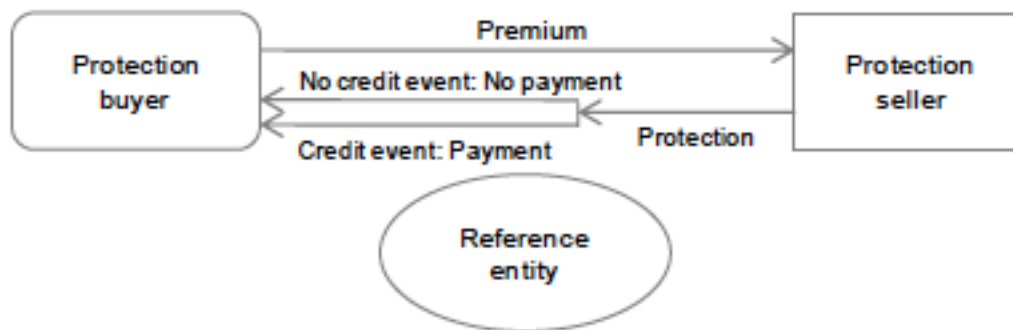 Premium
Protection
buyer
No credit event: No payment
Credit event: Payment
Protection
Protection
seller
Reference
entity